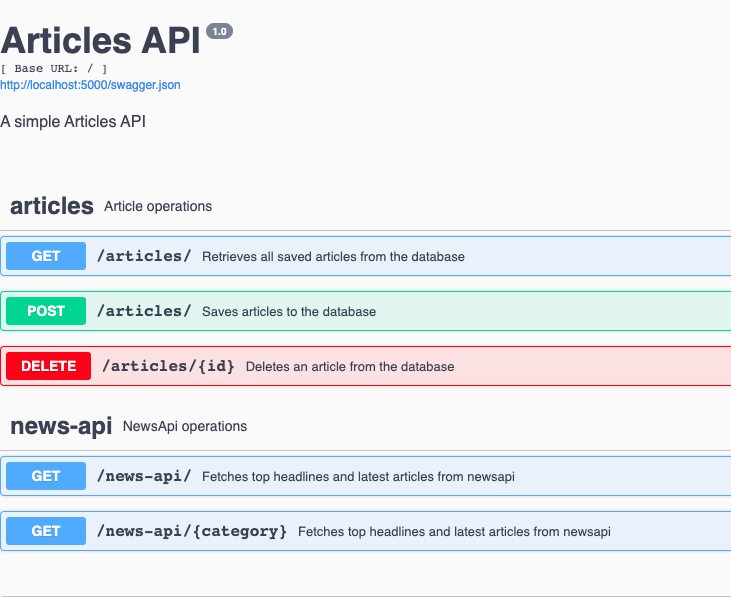 Articles API 1.0
[ Base URL: / ]
http://localhost:5000/swagger.json
A simple Articles API
articles Article operations
GET /articles/ Retrieves all saved articles from the database
POST /articles/ Saves articles to the database
DELETE /articles/{id} Deletes an article from the database
news-api NewsApi operations
GET /news-api/ Fetches top headlines and latest articles from newsapi
GET /news-api/{category} Fetches top headlines and latest articles from newsapi